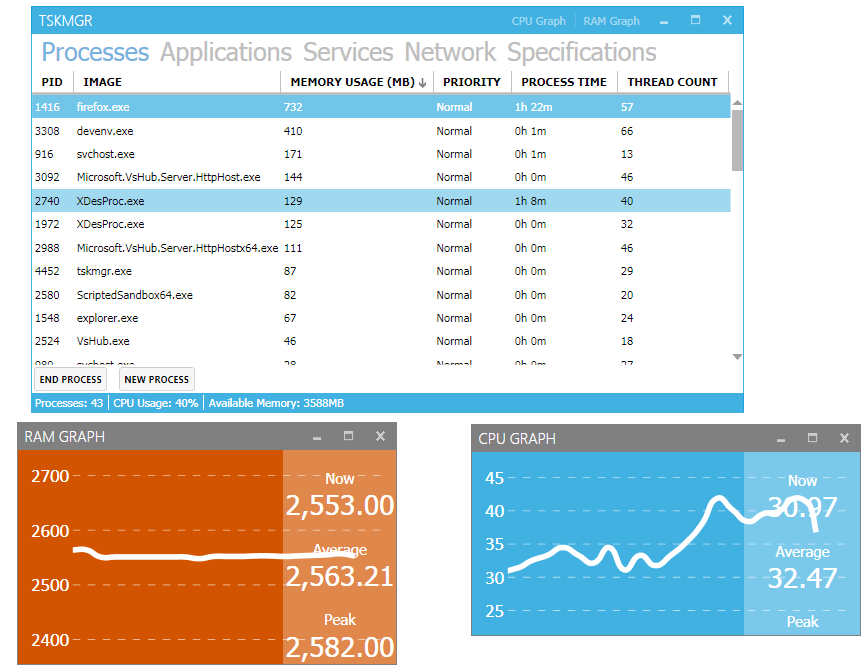 TSKMGR CPU Graph RAM Graph
Processes Applications Services Network Specifications
PID IMAGE MEMORY USAGE (MB) PRIORITY PROCESS TIME THREAD COUNT
1416 firefox.exe 732 Normal 1h 22m 57
3308 devenv.exe 410 Normal 0h 1m 66
916 svchost.exe 171 Normal 0h 1m 13
3092 Microsoft.VsHub.Server.HttpHost.exe 144 Normal 0h 0m 46
2740 XDesProc.exe 129 Normal 1h 8m 40
1972 XDesProc.exe 125 Normal 0h 0m 32
2988 Microsoft.VsHub.Server.HttpHostx64.exe 111 Normal 0h 0m 46
4452 tskmgr.exe 87 Normal 0h 0m 29
2580 ScriptedSandbox64.exe 82 Normal 0h 0m 20
1548 explorer.exe 67 Normal 0h 0m 24
2524 VsHub.exe 46 Normal 0h 0m 18
svchost.exe Normal 0h 0m
END PROCESS NEW PROCESS
Processes: 43 CPU Usage: 40% Available Memory: 3588MB
RAM GRAPH
2700
2600
2500
2400
Now
2,553.00
Average
2,563.21
Peak
2,582.00
CPU GRAPH
45
40
35
30
25
Now
30.97
Average
32.47
Peak